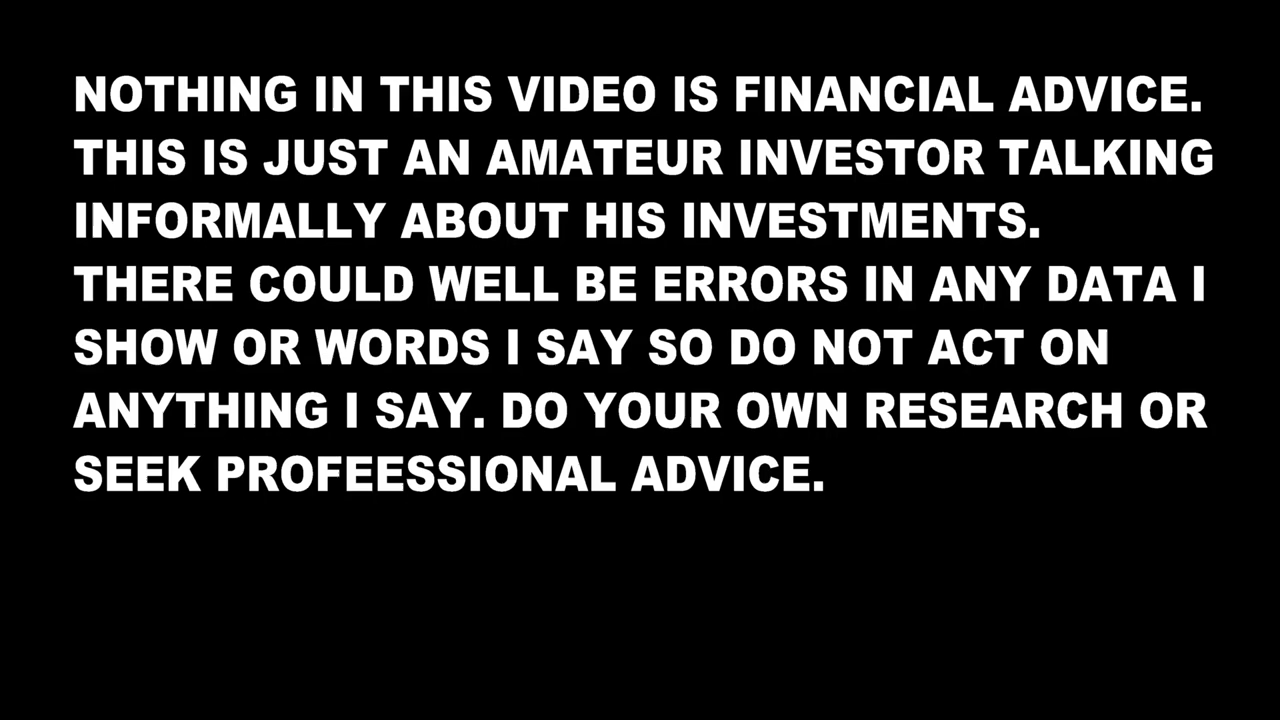 NOTHING IN THIS VIDEO IS FINANCIAL ADVICE.
THIS IS JUST AN AMATEUR INVESTOR TALKING
INFORMALLY ABOUT HIS INVESTMENTS.
THERE COULD WELL BE ERRORS IN ANY DATA I
SHOW OR WORDS I SAY SO DO NOT ACT ON
ANYTHING I SAY. DO YOUR OWN RESEARCH OR
SEEK PROFEESSIONAL ADVICE.